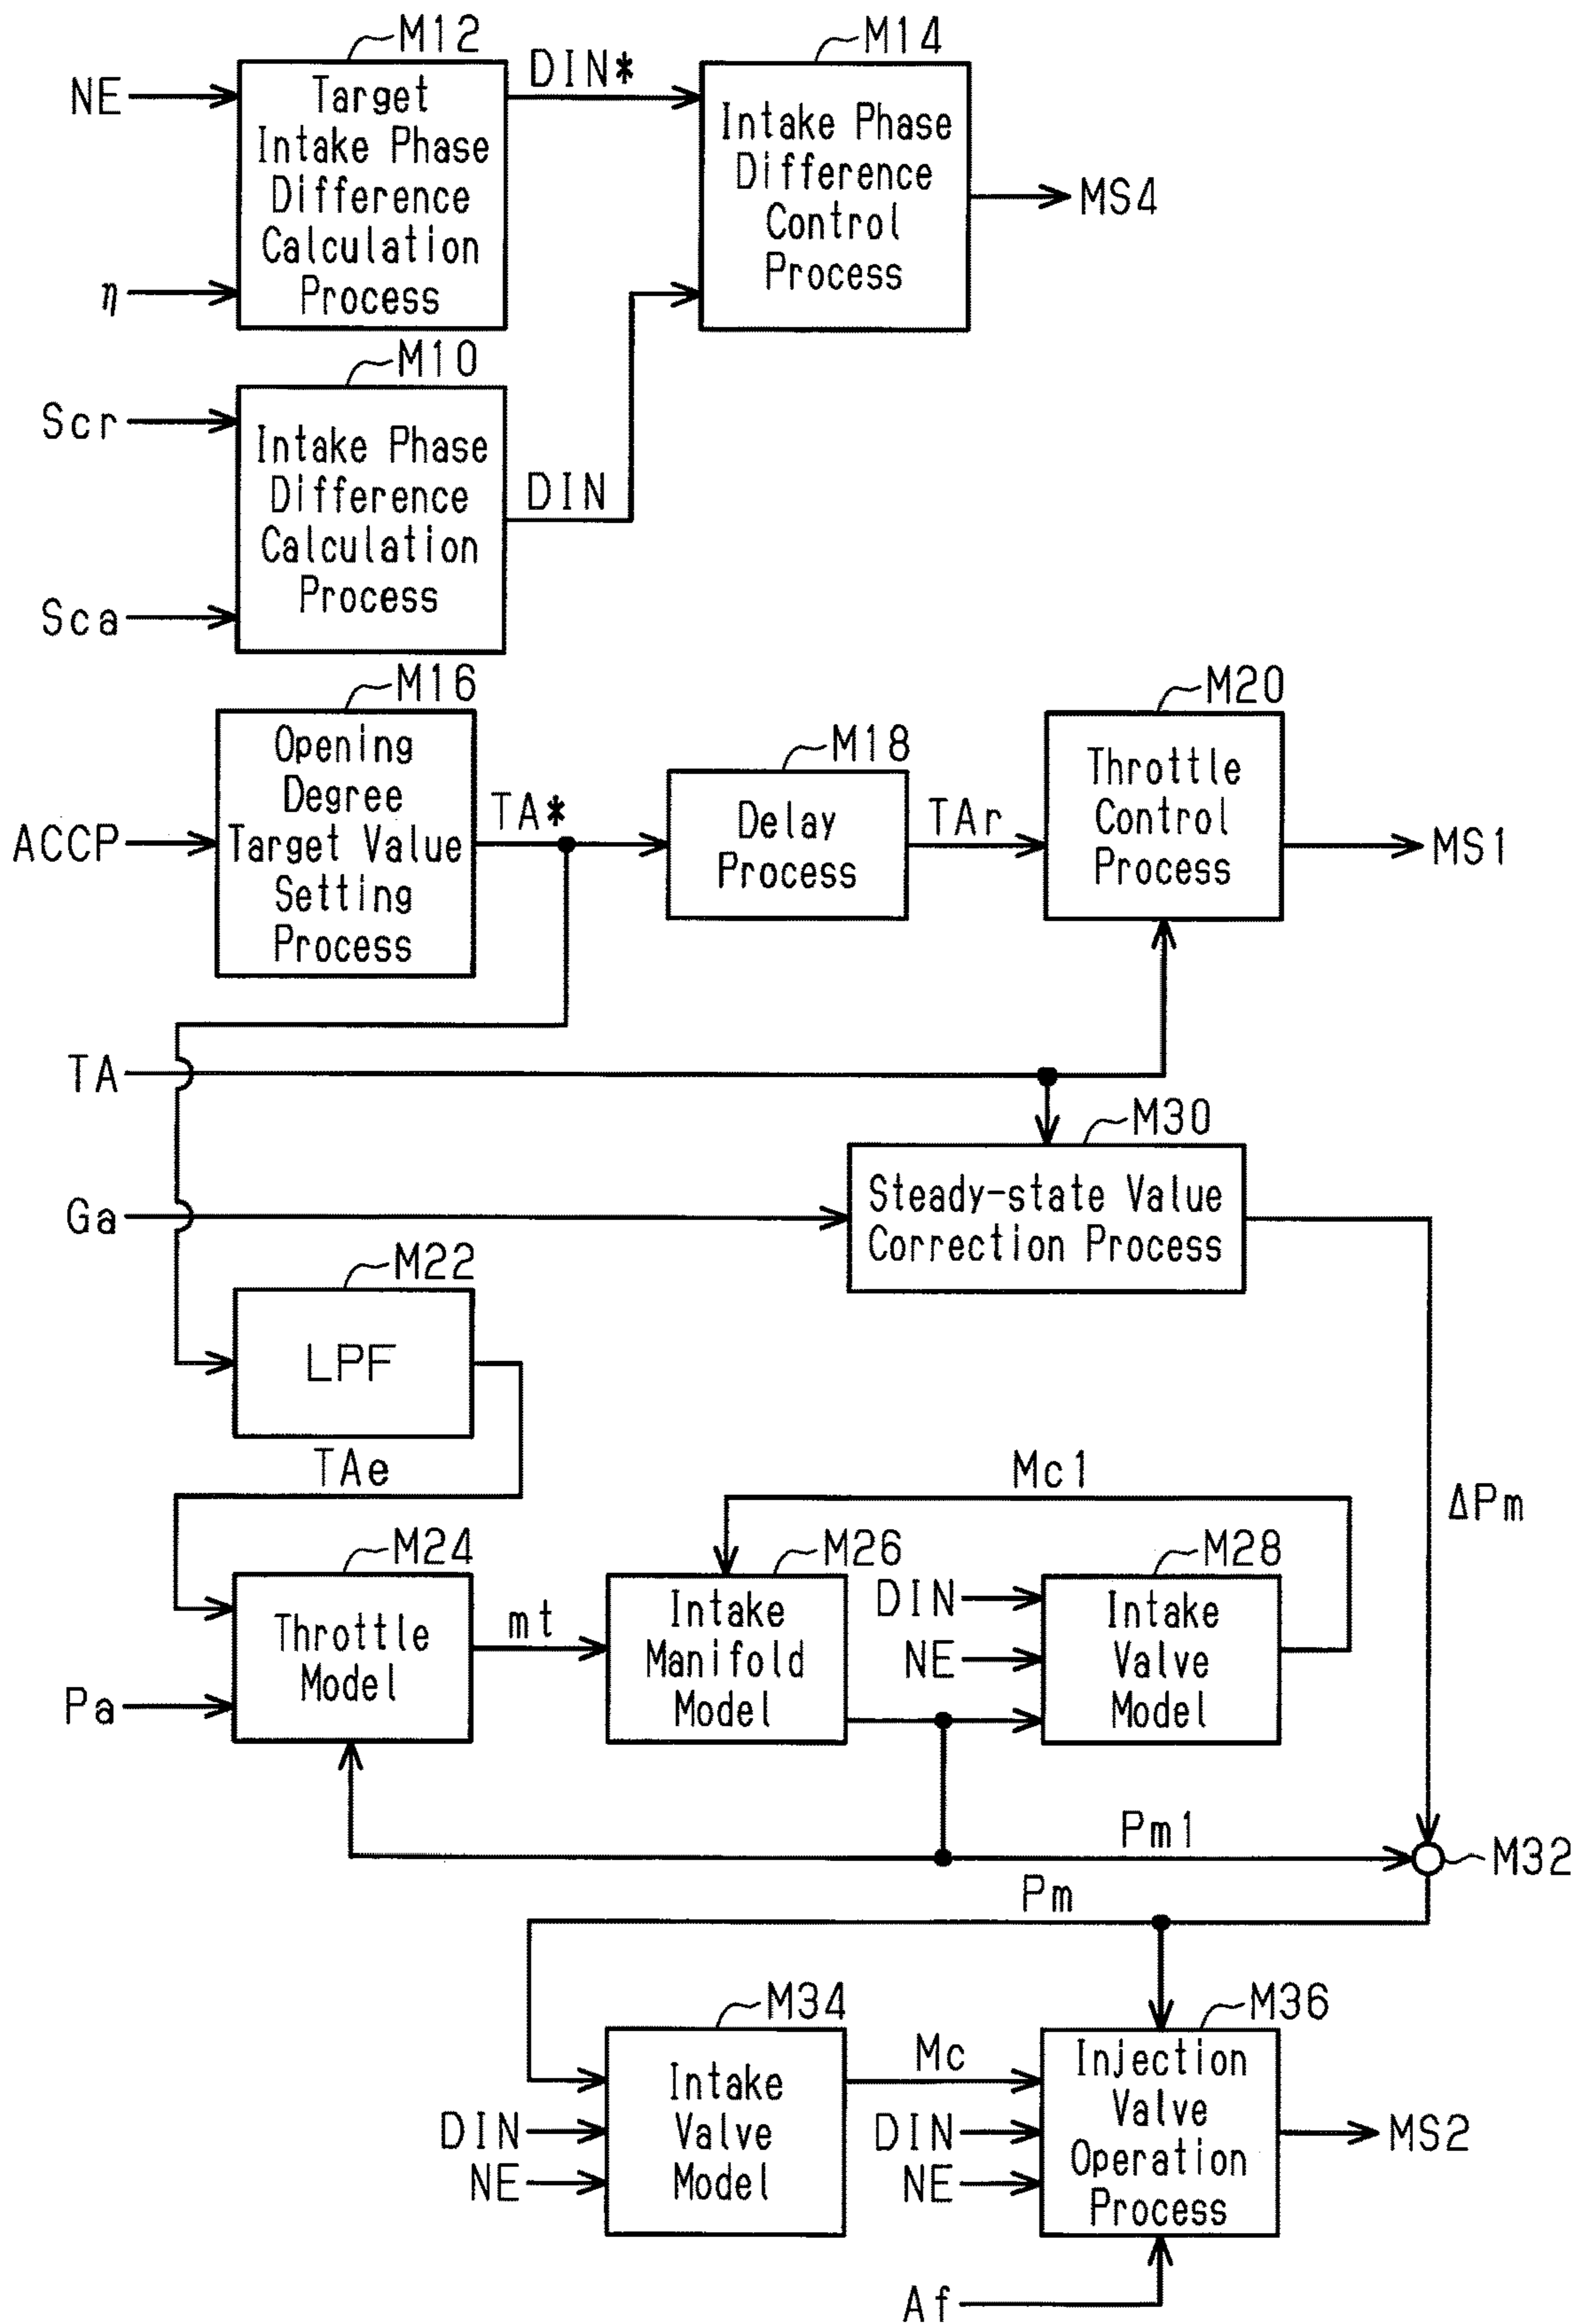 M12
NE
Target
Intake Phase
Difference
Calculation
Process
η
DIN*
M14
Intake Phase
Difference
Control
Process
MS4
M10
Scr
Intake Phase
Difference
Calculation
Process
Sca
DIN
M16
ACCP
Opening
Degree
Target Value
Setting
Process
TA*
M18
Delay
Process
TAr
M20
Throttle
Control
Process
MS1
TA
M30
Ga
Steady-state Value
Correction Process
M22
LPF
TAe
Mc1
ΔPm
M24
Throttle
Model
Pa
mt
M26
Intake
Manifold
Model
M28
DIN
NE
Intake
Valve
Model
Pm1
M32
Pm
M34
Intake
Valve
Model
DIN
NE
Mc
M36
DIN
NE
Injection
Valve
Operation
Process
MS2
Af